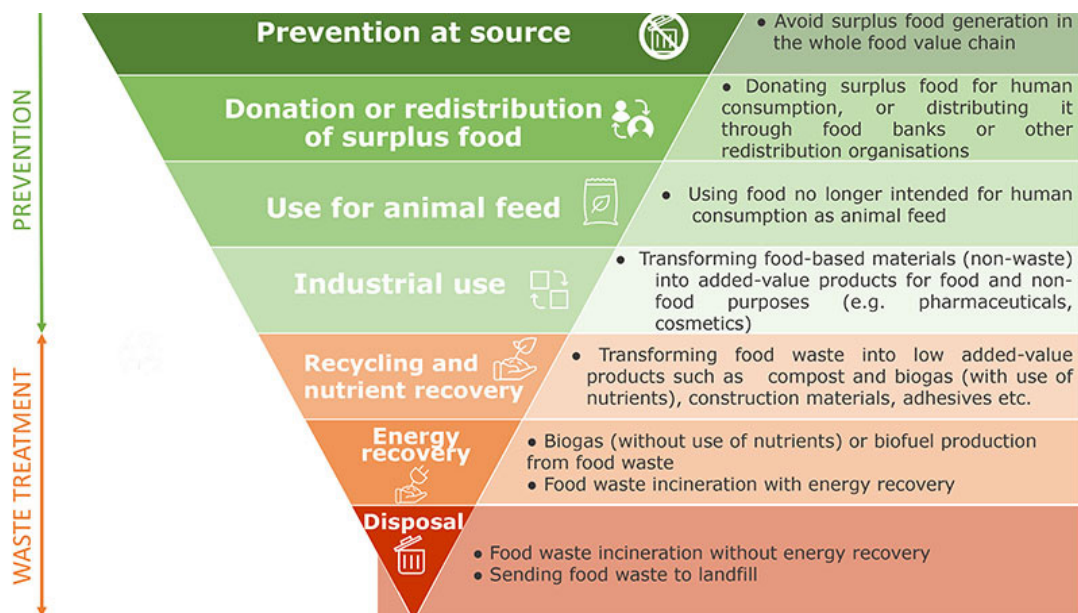 Prevention at source
● Avoid surplus food generation in
the whole food value chain
Donation or redistribution
of surplus food
● Donating surplus food for human
consumption, or distributing it
through food banks or other
redistribution organisations
Use for animal feed
● Using food no longer intended for human
consumption as animal feed
Industrial use
● Transforming food-based materials (non-waste)
into added-value products for food and non-
food purposes (e.g. pharmaceuticals,
cosmetics)
PREVENTION
Recycling and
nutrient recovery
● Transforming food waste into low added-value
products such as compost and biogas (with use of
nutrients), construction materials, adhesives etc.
Energy
recovery
● Biogas (without use of nutrients) or biofuel production
from food waste
● Food waste incineration with energy recovery
Disposal
● Food waste incineration without energy recovery
● Sending food waste to landfill
WASTE TREATMENT